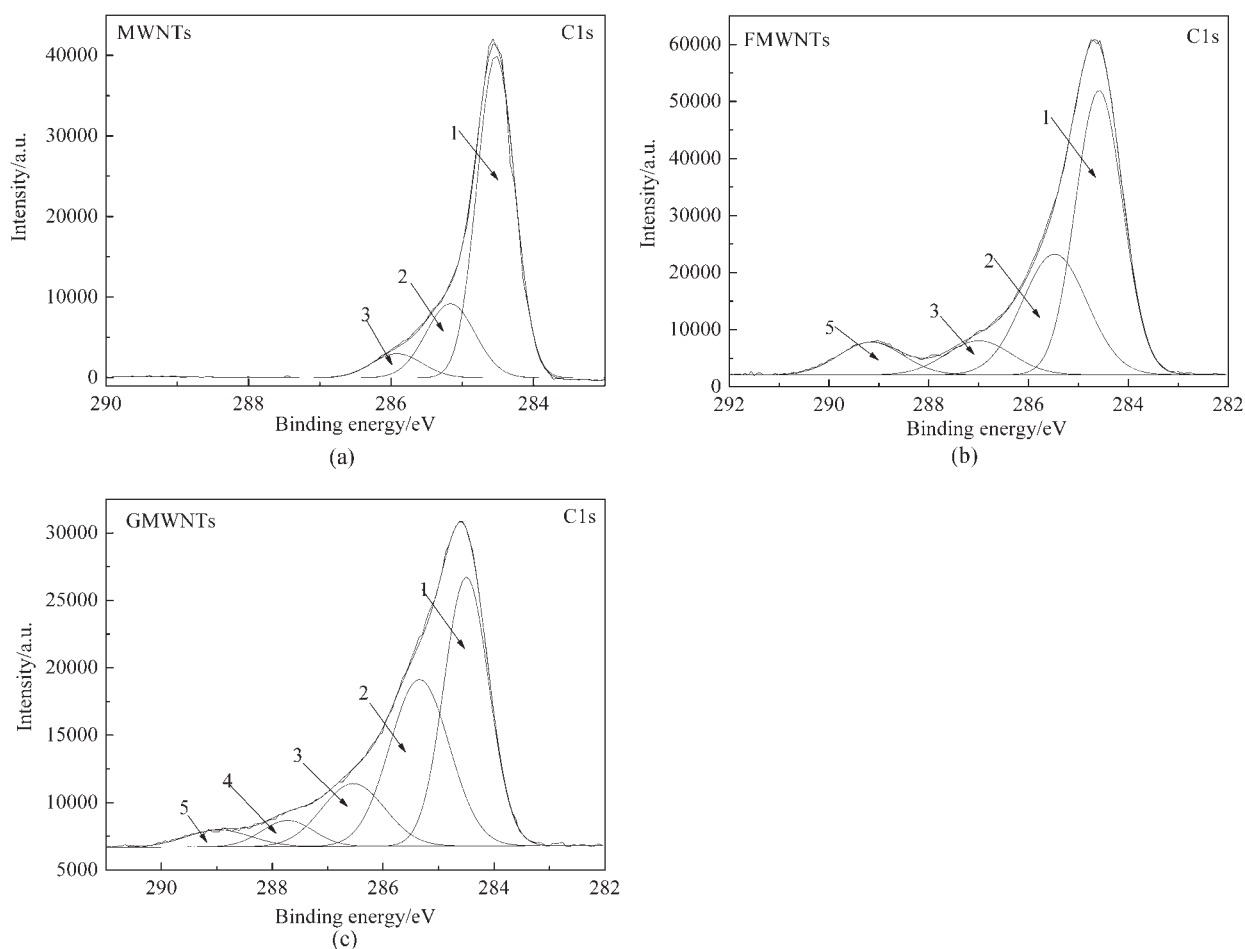 MWNTs C1s
40000
30000
20000
10000
0
Intensity/a.u.
1
2
3
290 288 286 284
Binding energy/eV
(a)
FMWNTs C1s
60000
50000
40000
30000
20000
10000
0
Intensity/a.u.
1
2
3
5
292 290 288 286 284 282
Binding energy/eV
(b)
GMWNTs C1s
30000
25000
20000
15000
10000
5000
Intensity/a.u.
1
2
3
4
5
290 288 286 284 282
Binding energy/eV
(c)